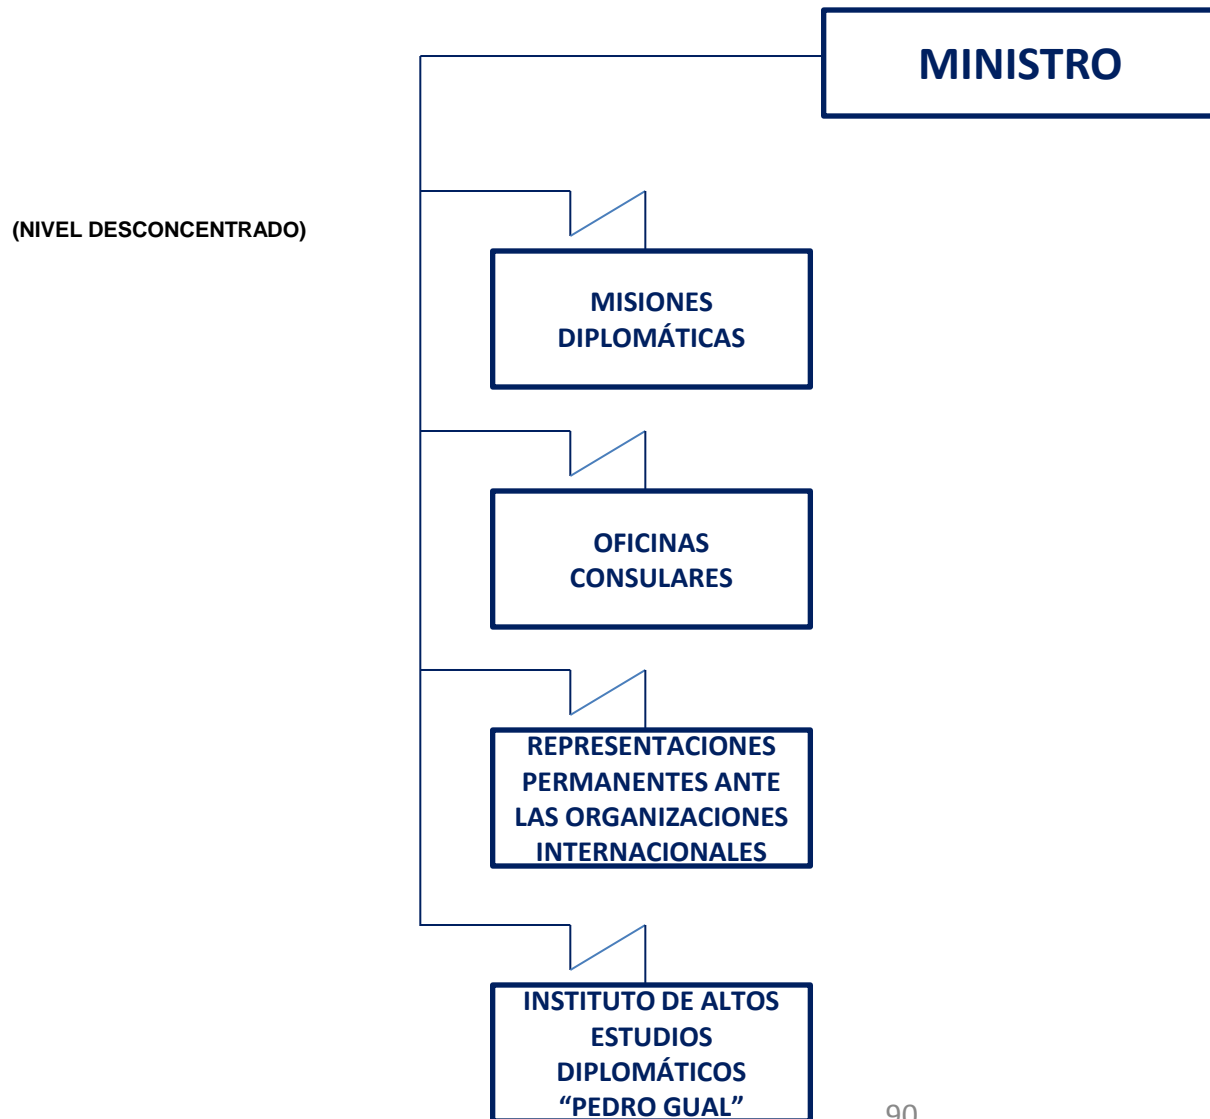 MINISTRO
(NIVEL DESCONCENTRADO)
MISIONES
DIPLOMÁTICAS
OFICINAS
CONSULARES
REPRESENTACIONES
PERMANENTES ANTE
LAS ORGANIZACIONES
INTERNACIONALES
INSTITUTO DE ALTOS
ESTUDIOS
DIPLOMÁTICOS
“PEDRO GUAL”
90